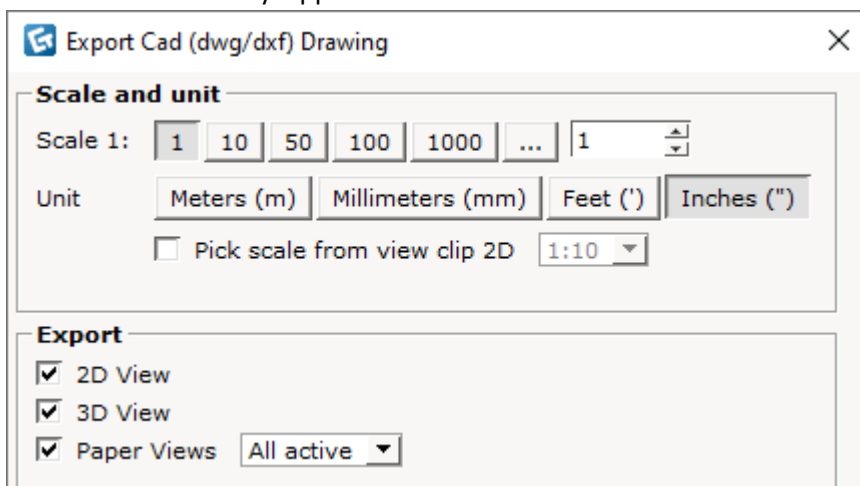 Export Cad (dwg/dxf) Drawing
Scale and unit
Scale 1: 1 10 50 100 1000 ... 1
Unit Meters (m) Millimeters (mm) Feet (') Inches (")
Pick scale from view clip 2D 1:10
Export
2D View
3D View
Paper Views All active